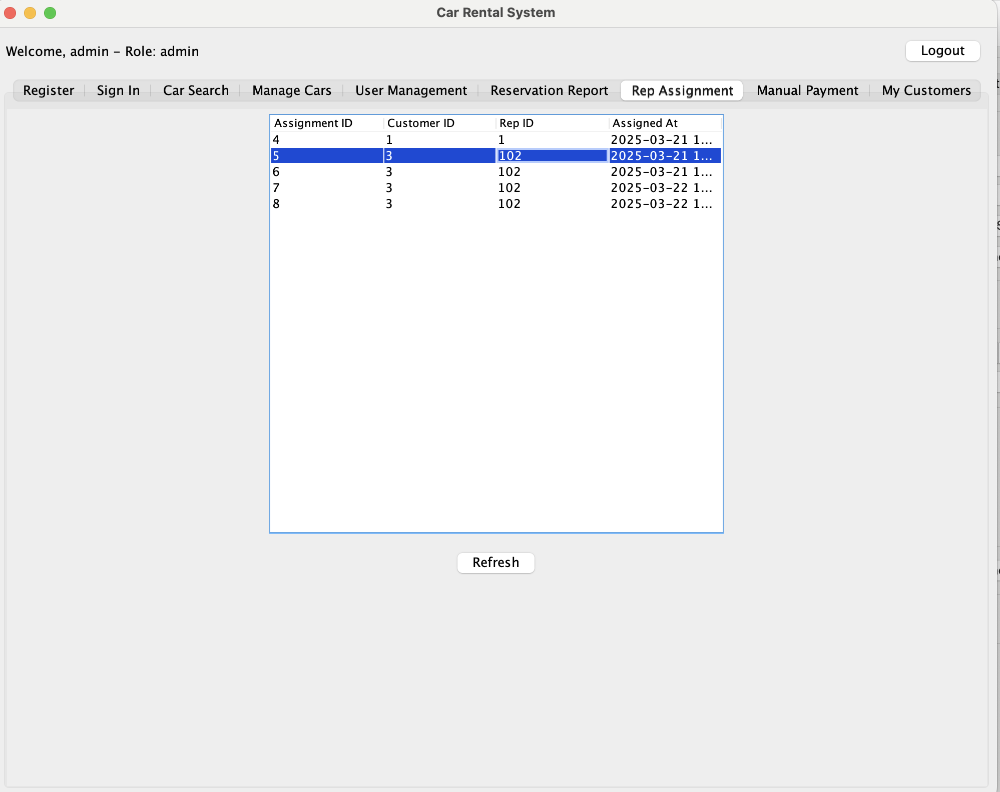 Car Rental System
Welcome, admin – Role: admin
Logout
Register Sign In Car Search Manage Cars User Management Reservation Report Rep Assignment Manual Payment My Customers
Assignment ID Customer ID Rep ID Assigned At
4 1 1 2025-03-21 1...
5 3 102 2025-03-21 1...
6 3 102 2025-03-21 1...
7 3 102 2025-03-22 1...
8 3 102 2025-03-22 1...
Refresh